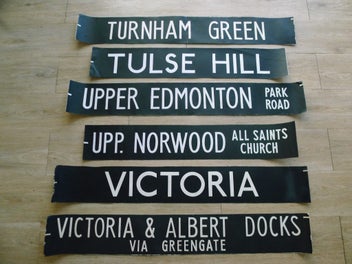 TURNHAM GREEN
TULSE HILL
UPPER EDMONTON PARK ROAD
UPP. NORWOOD ALL SAINTS CHURCH
VICTORIA
VICTORIA & ALBERT DOCKS
VIA GREENGATE